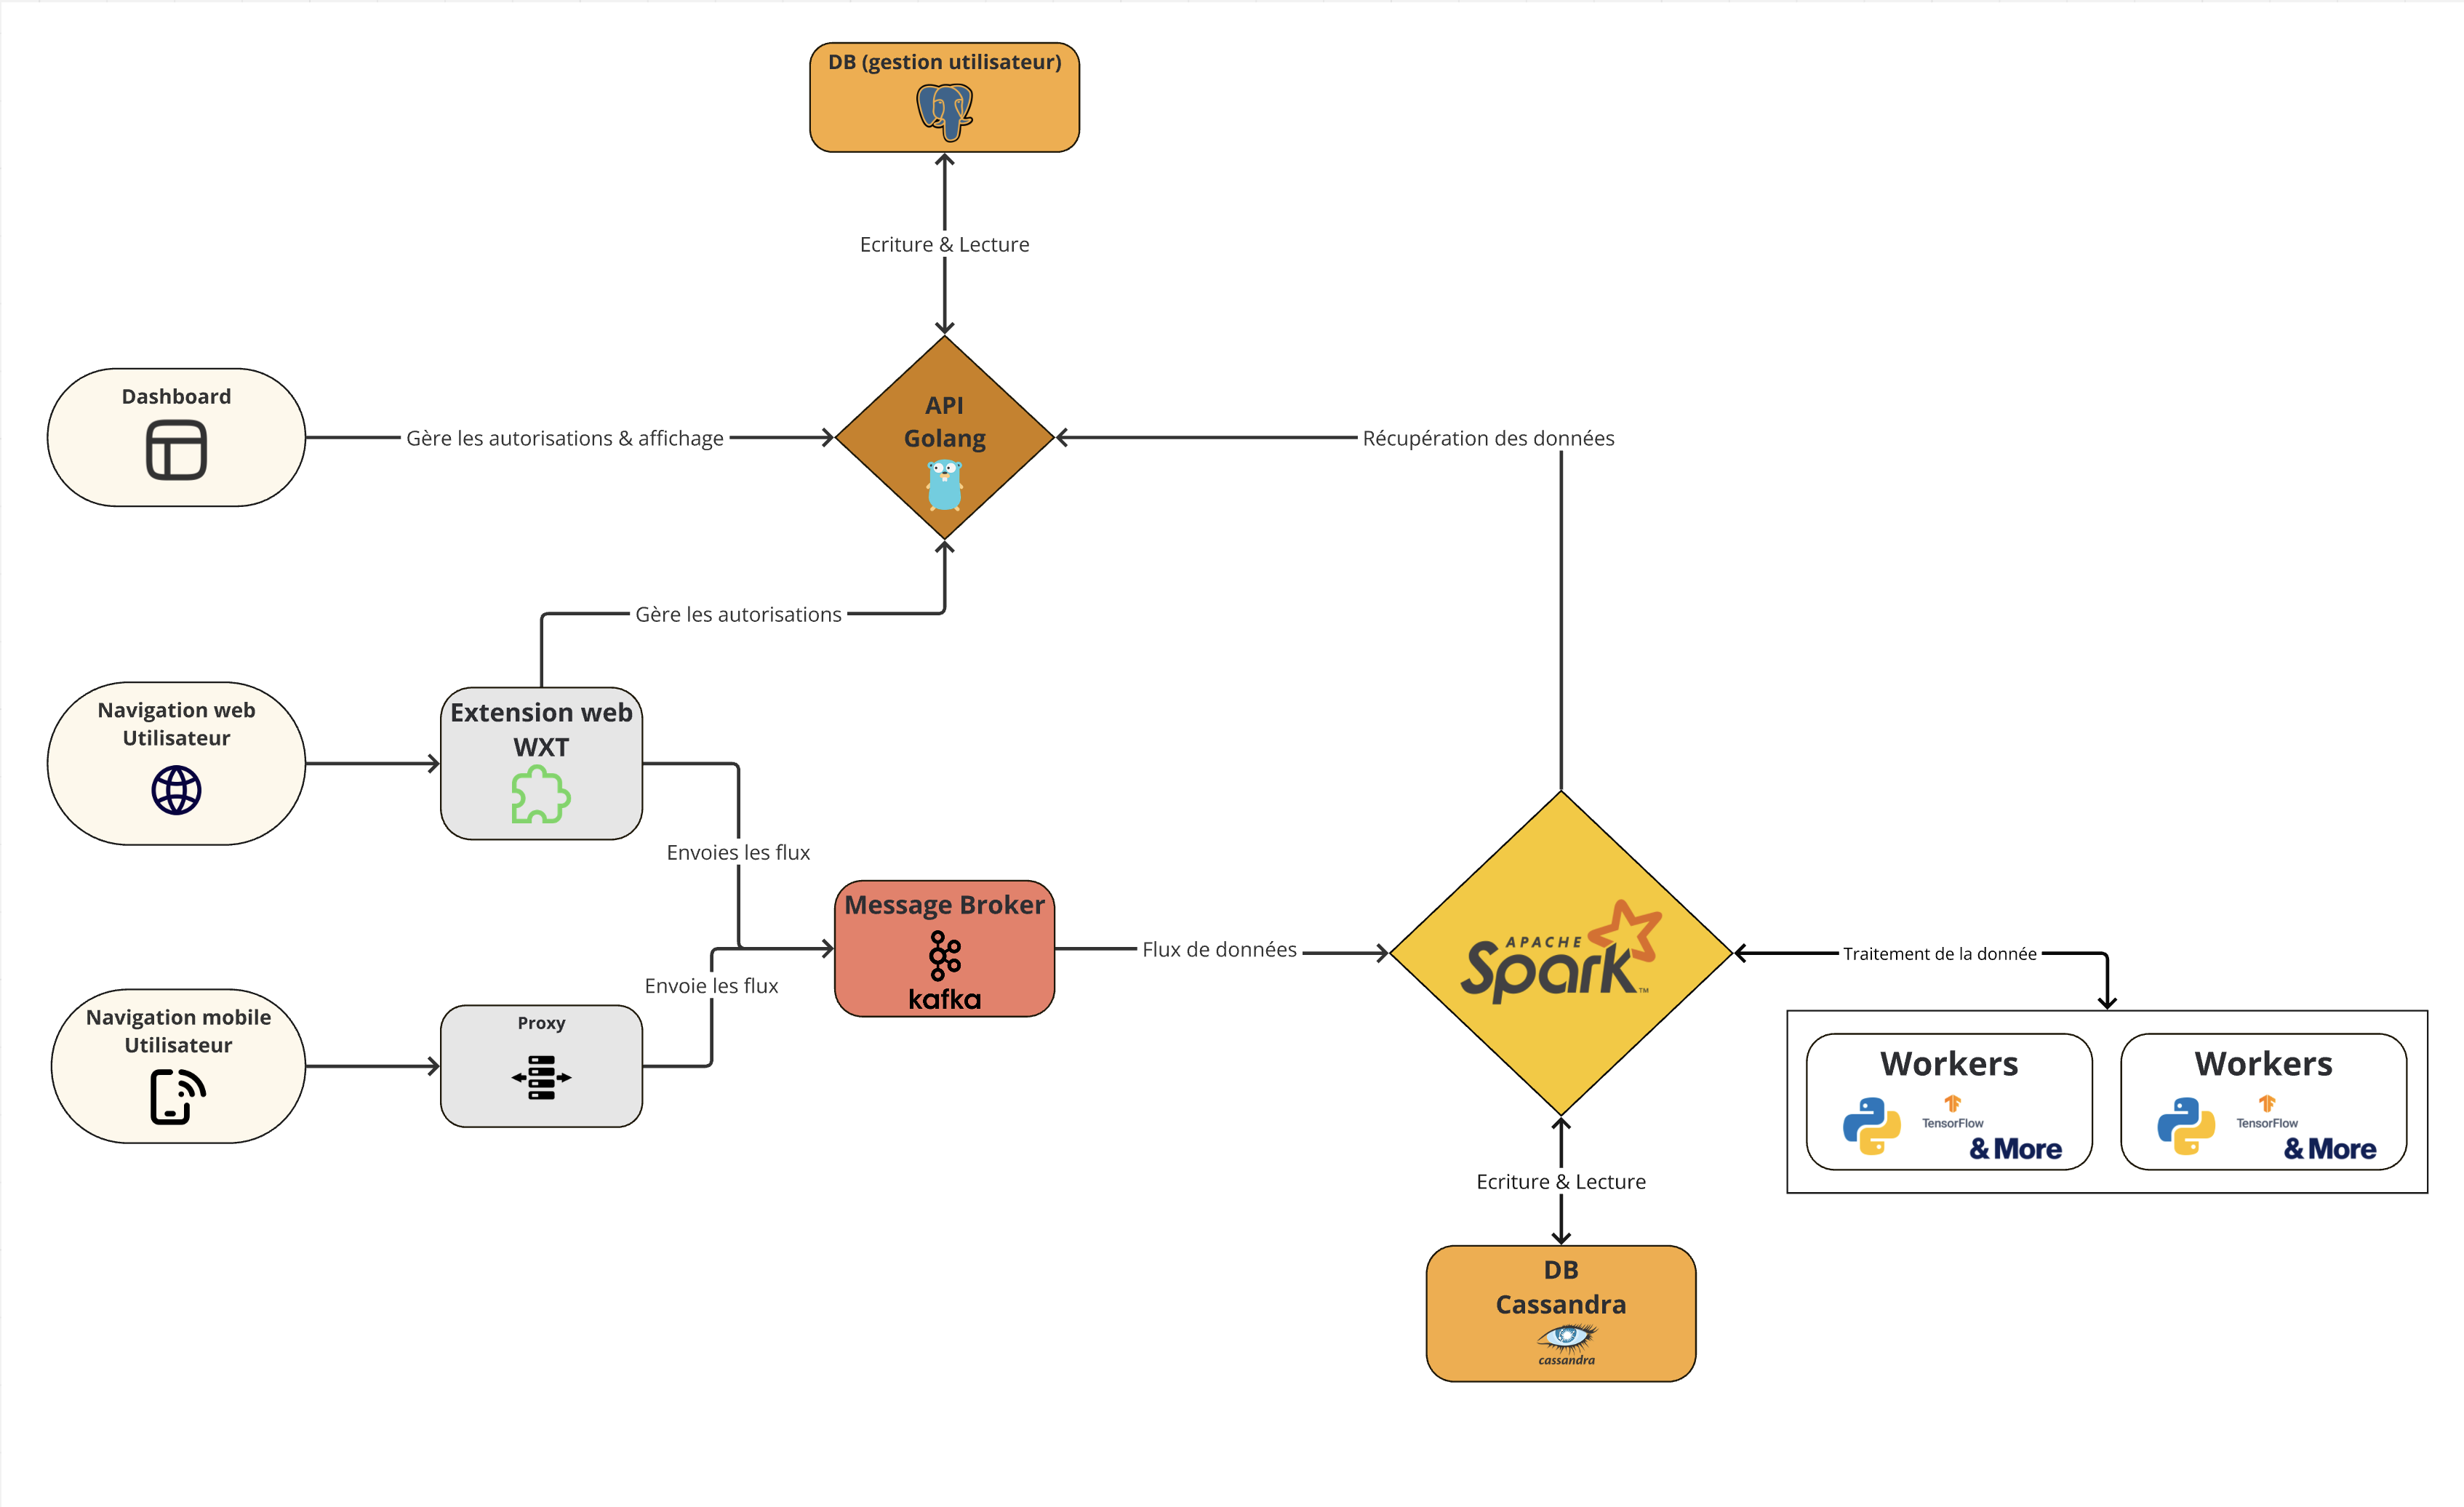 DB (gestion utilisateur)
Ecriture & Lecture
Dashboard
Gère les autorisations & affichage
API
Golang
Récupération des données
Gère les autorisations
Navigation web
Utilisateur
Extension web
WXT
Envoies les flux
Message Broker
kafka
Envoie les flux
Navigation mobile
Utilisateur
Proxy
Flux de données
APACHE
Spark™
Traitement de la donnée
Workers
TensorFlow
& More
Workers
TensorFlow
& More
Ecriture & Lecture
DB
Cassandra
cassandra